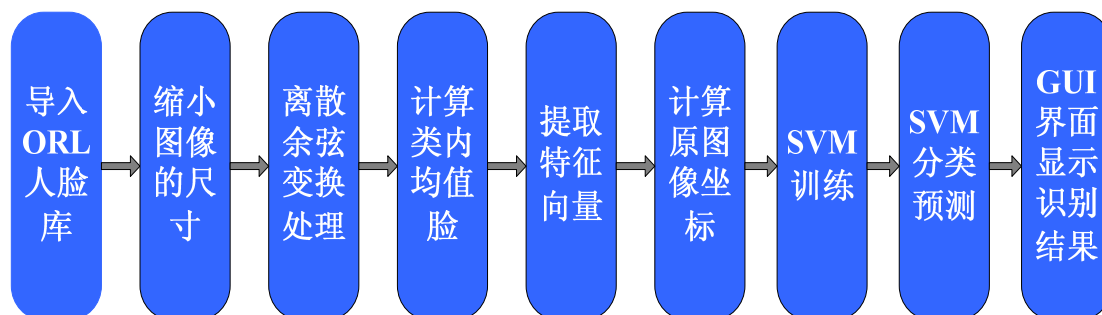 导入
ORL
人脸
库
缩小
图像
的尺
寸
离散
余弦
变换
处理
计算
类内
均值
脸
提取
特征
向量
计算
原图
像坐
标
SVM
训练
SVM
分类
预测
GUI
界面
显示
识别
结果